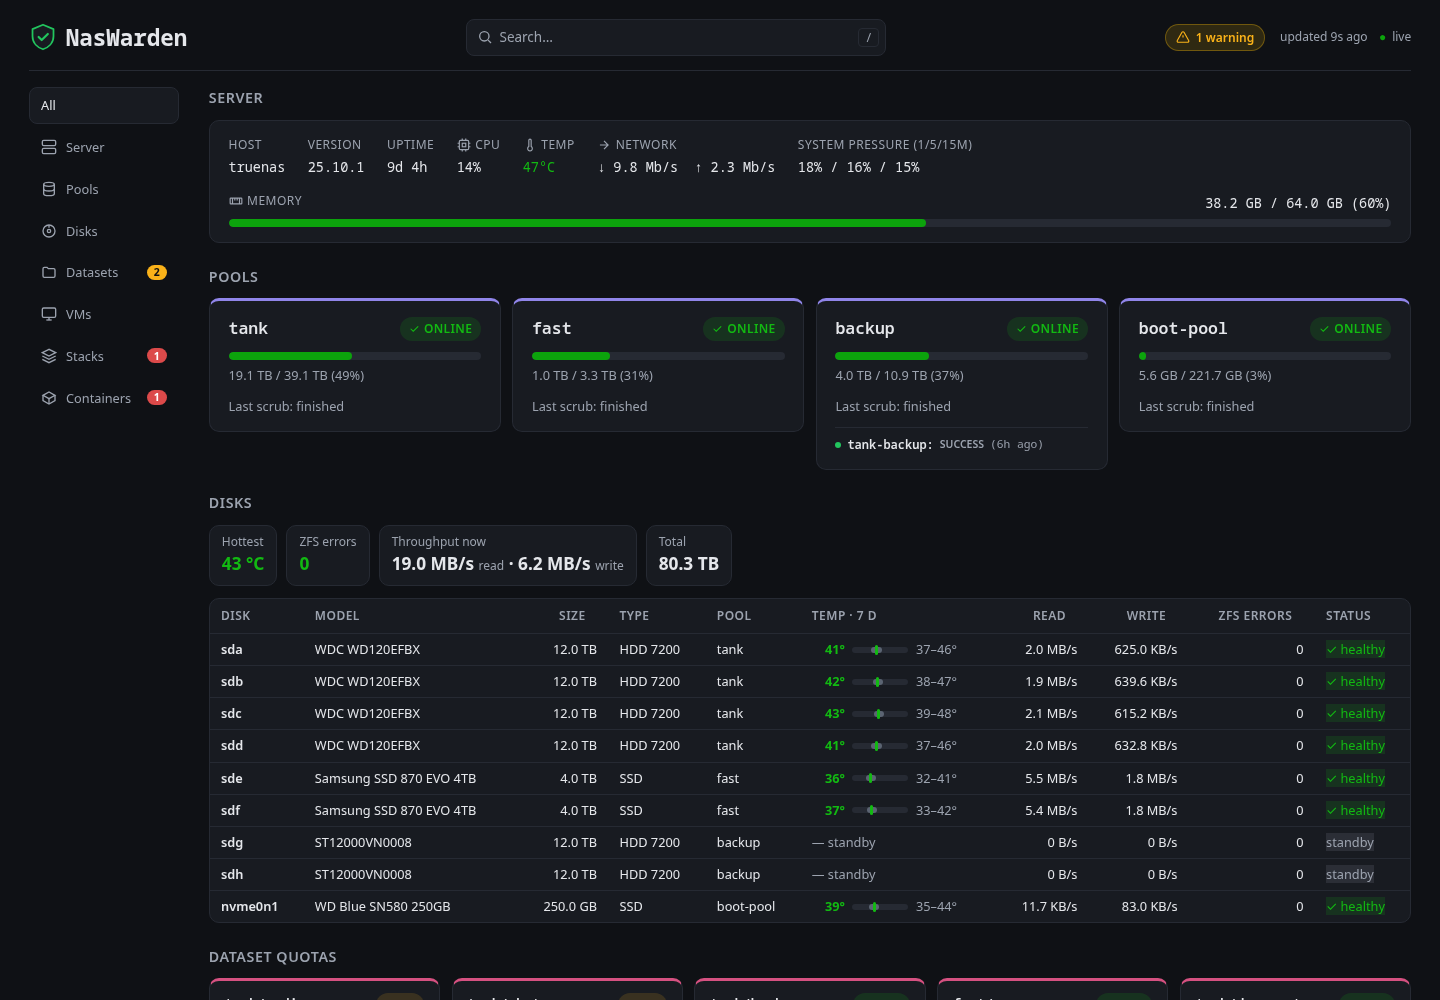 NasWarden
Search...
/
1 warning
updated 9s ago
live
All
Server
Pools
Disks
Datasets 2
VMs
Stacks 1
Containers 1
SERVER
HOST VERSION UPTIME CPU TEMP NETWORK SYSTEM PRESSURE (1/5/15M)
truenas 25.10.1 9d 4h 14% 47°C ↓ 9.8 Mb/s ↑ 2.3 Mb/s 18% / 16% / 15%
MEMORY 38.2 GB / 64.0 GB (60%)
POOLS
tank ✓ ONLINE
19.1 TB / 39.1 TB (49%)
Last scrub: finished
fast ✓ ONLINE
1.0 TB / 3.3 TB (31%)
Last scrub: finished
backup ✓ ONLINE
4.0 TB / 10.9 TB (37%)
Last scrub: finished
tank-backup: SUCCESS (6h ago)
boot-pool ✓ ONLINE
5.6 GB / 221.7 GB (3%)
Last scrub: finished
DISKS
Hottest
43 °C
ZFS errors
0
Throughput now
19.0 MB/s read · 6.2 MB/s write
Total
80.3 TB
DISK MODEL SIZE TYPE POOL TEMP · 7 D READ WRITE ZFS ERRORS STATUS
sda WDC WD120EFBX 12.0 TB HDD 7200 tank 41° 37–46° 2.0 MB/s 625.0 KB/s 0 ✓ healthy
sdb WDC WD120EFBX 12.0 TB HDD 7200 tank 42° 38–47° 1.9 MB/s 639.6 KB/s 0 ✓ healthy
sdc WDC WD120EFBX 12.0 TB HDD 7200 tank 43° 39–48° 2.1 MB/s 615.2 KB/s 0 ✓ healthy
sdd WDC WD120EFBX 12.0 TB HDD 7200 tank 41° 37–46° 2.0 MB/s 632.8 KB/s 0 ✓ healthy
sde Samsung SSD 870 EVO 4TB 4.0 TB SSD fast 36° 32–41° 5.5 MB/s 1.8 MB/s 0 ✓ healthy
sdf Samsung SSD 870 EVO 4TB 4.0 TB SSD fast 37° 33–42° 5.4 MB/s 1.8 MB/s 0 ✓ healthy
sdg ST12000VN0008 12.0 TB HDD 7200 backup — standby 0 B/s 0 B/s 0 standby
sdh ST12000VN0008 12.0 TB HDD 7200 backup — standby 0 B/s 0 B/s 0 standby
nvme0n1 WD Blue SN580 250GB 250.0 GB SSD boot-pool 39° 35–44° 11.7 KB/s 83.0 KB/s 0 ✓ healthy
DATASET QUOTAS